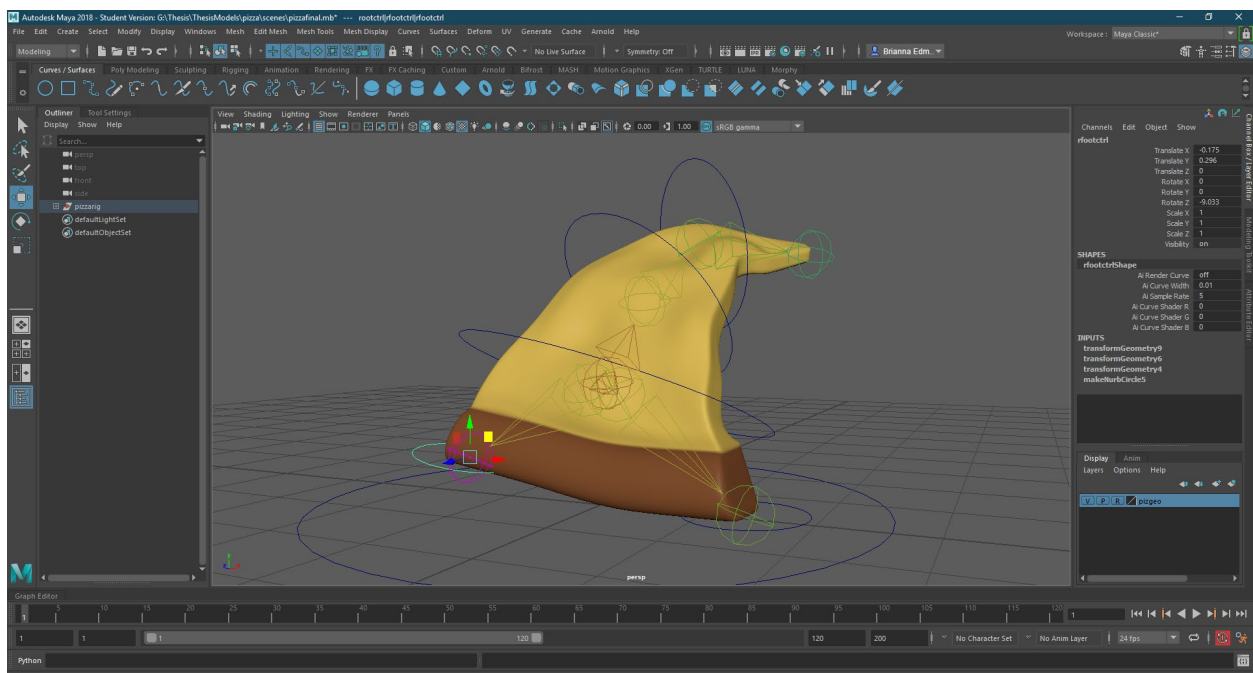 Autodesk Maya 2018 - Student Version: G:\Thesis\ThesisModels\pizza\scenes\pizzafinal.mb* --- rootctrl|rfootctrl|rfootctrl
File Edit Create Select Modify Display Windows Mesh Edit Mesh Mesh Tools Mesh Display Curves Surfaces Deform UV Generate Cache Arnold Help
Workspace: Maya Classic*
Modeling No Live Surface Symmetry: Off Brianna Edm...
Curves / Surfaces Poly Modeling Sculpting Rigging Animation Rendering FX FX Caching Custom Arnold Bifrost MASH Motion Graphics XGen TURTLE LUNA Morphy
Outliner Tool Settings
Display Show Help
Search...
persp
top
front
side
pizzarig
defaultLightSet
defaultObjectSet
View Shading Lighting Show Renderer Panels
0.00 1.00 sRGB gamma
persp
Channels Edit Object Show
rfootctrl
Translate X -0.175
Translate Y 0.296
Translate Z 0
Rotate X 0
Rotate Y 0
Rotate Z -9.033
Scale X 1
Scale Y 1
Scale Z 1
Visibility on
SHAPES
rfootctrlShape
Ai Render Curve off
Ai Curve Width 0.01
Ai Sample Rate 5
Ai Curve Shader R 0
Ai Curve Shader G 0
Ai Curve Shader B 0
INPUTS
transformGeometry9
transformGeometry6
transformGeometry4
makeNurbCircle5
Display Anim
Layers Options Help
V P R pizgeo
Channel Box / Layer Editor
Modeling Toolkit
Attribute Editor
Graph Editor
1 5 10 15 20 25 30 35 40 45 50 55 60 65 70 75 80 85 90 95 100 105 110 115 120 1
1 1 1 120 120 200 No Character Set No Anim Layer 24 fps
Python